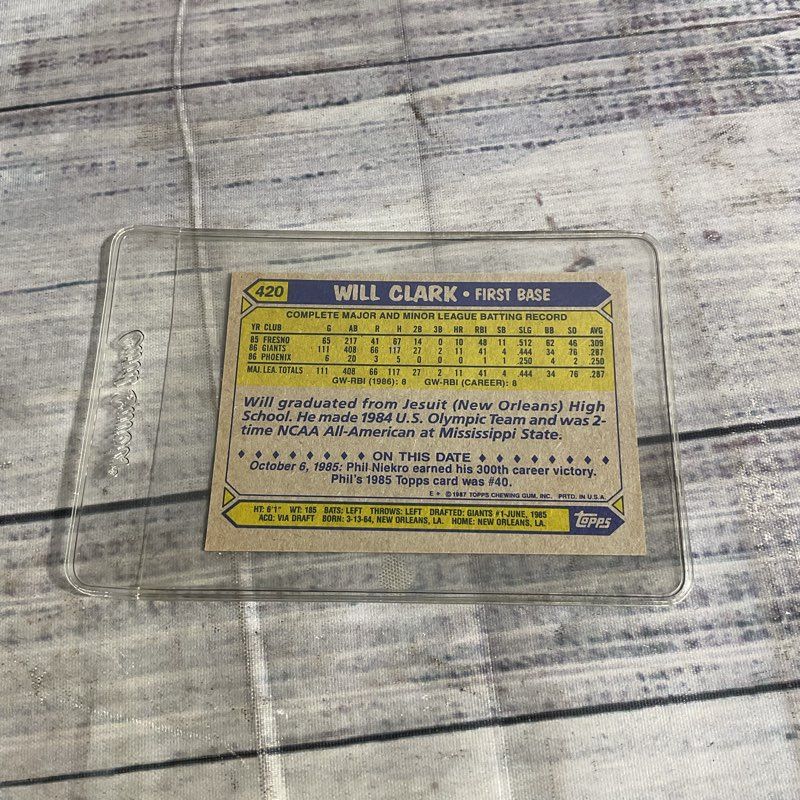 420 WILL CLARK • FIRST BASE
COMPLETE MAJOR AND MINOR LEAGUE BATTING RECORD
YR CLUB G AB R H 2B 3B HR RBI SB SLG BB SO AVG
85 FRESNO 65 217 41 67 14 0 10 48 11 .512 62 46 .309
86 GIANTS 111 408 66 117 27 2 11 41 4 .444 34 76 .287
86 PHOENIX 6 20 3 5 0 0 0 1 1 .250 4 2 .250
MAJ. LEA. TOTALS 111 408 66 117 27 2 11 41 4 .444 34 76 .287
GW-RBI (1986): 8 GW-RBI (CAREER): 8
Will graduated from Jesuit (New Orleans) High
School. He made 1984 U.S. Olympic Team and was 2-
time NCAA All-American at Mississippi State.
ON THIS DATE
October 6, 1985: Phil Niekro earned his 300th career victory.
Phil's 1985 Topps card was #40.
E * © 1987 TOPPS CHEWING GUM, INC. PRTD. IN U.S.A.
HT: 6'1" WT: 185 BATS: LEFT THROWS: LEFT DRAFTED: GIANTS #1-JUNE, 1985
ACQ: VIA DRAFT BORN: 3-13-64, NEW ORLEANS, LA. HOME: NEW ORLEANS, LA.
topps